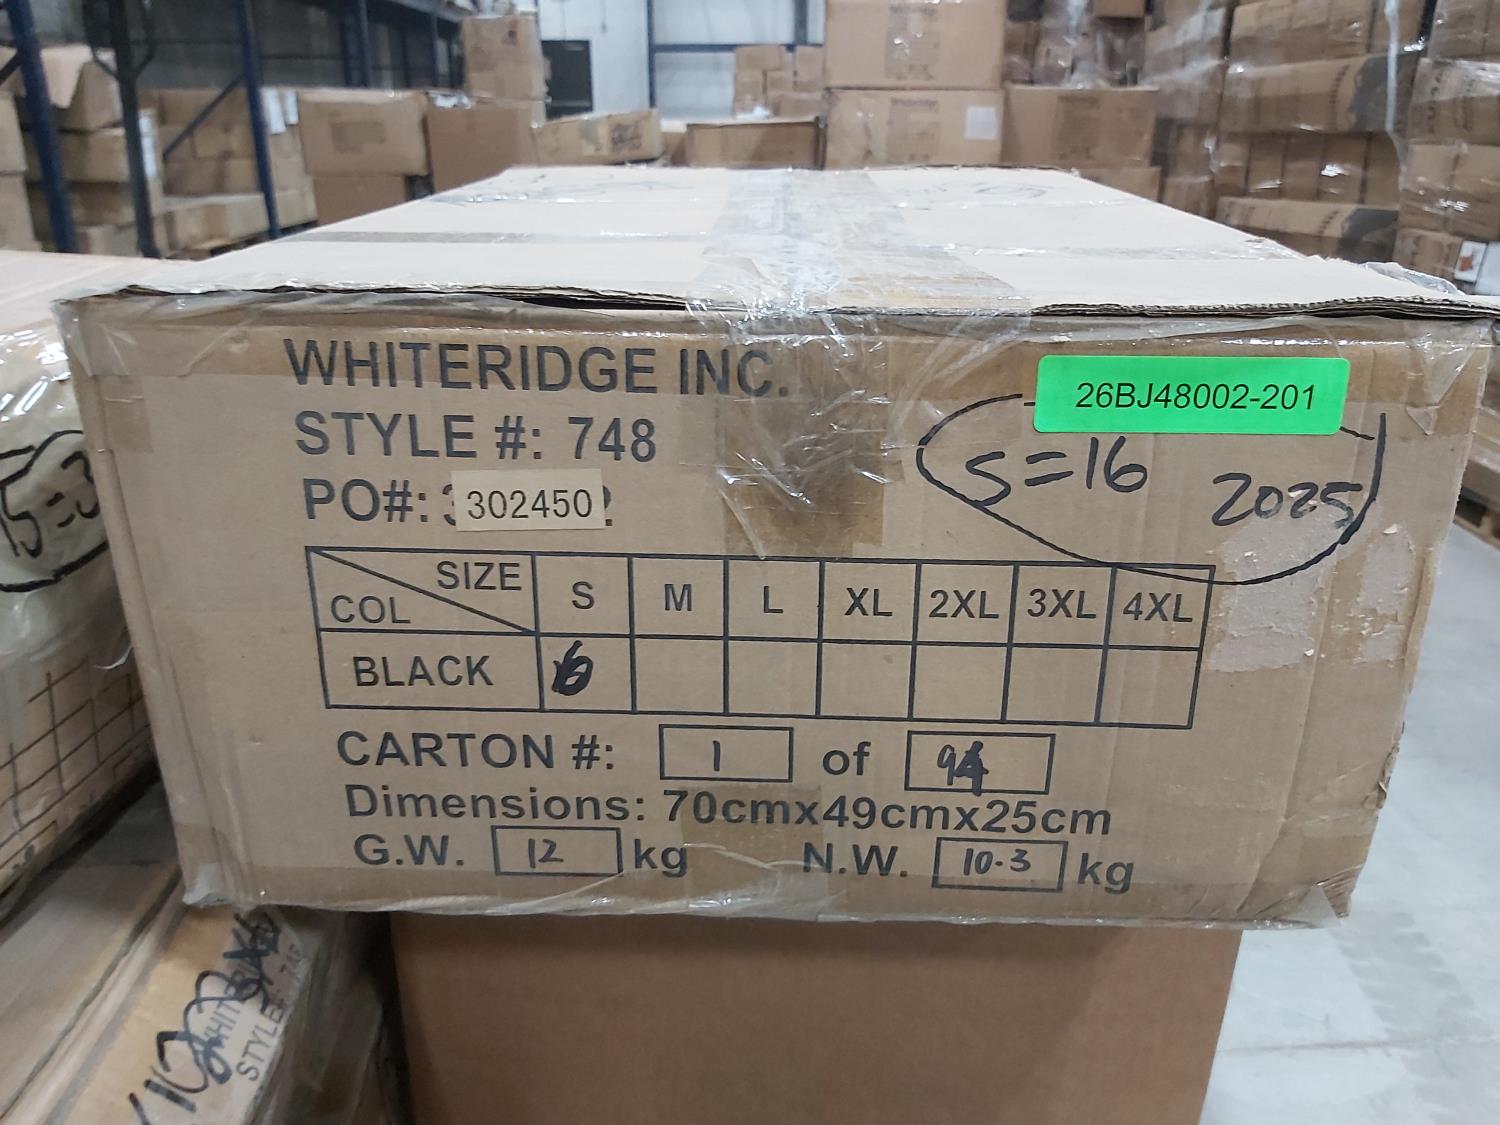 WHITERIDGE INC.
26BJ48002-201
STYLE #: 748
S=16
2025
PO#: 302450
SIZE
COL
S M L XL 2XL 3XL 4XL
BLACK 6
CARTON #: 1 of 94
Dimensions: 70cmx49cmx25cm
G.W. 12 kg N.W. 10.3 kg